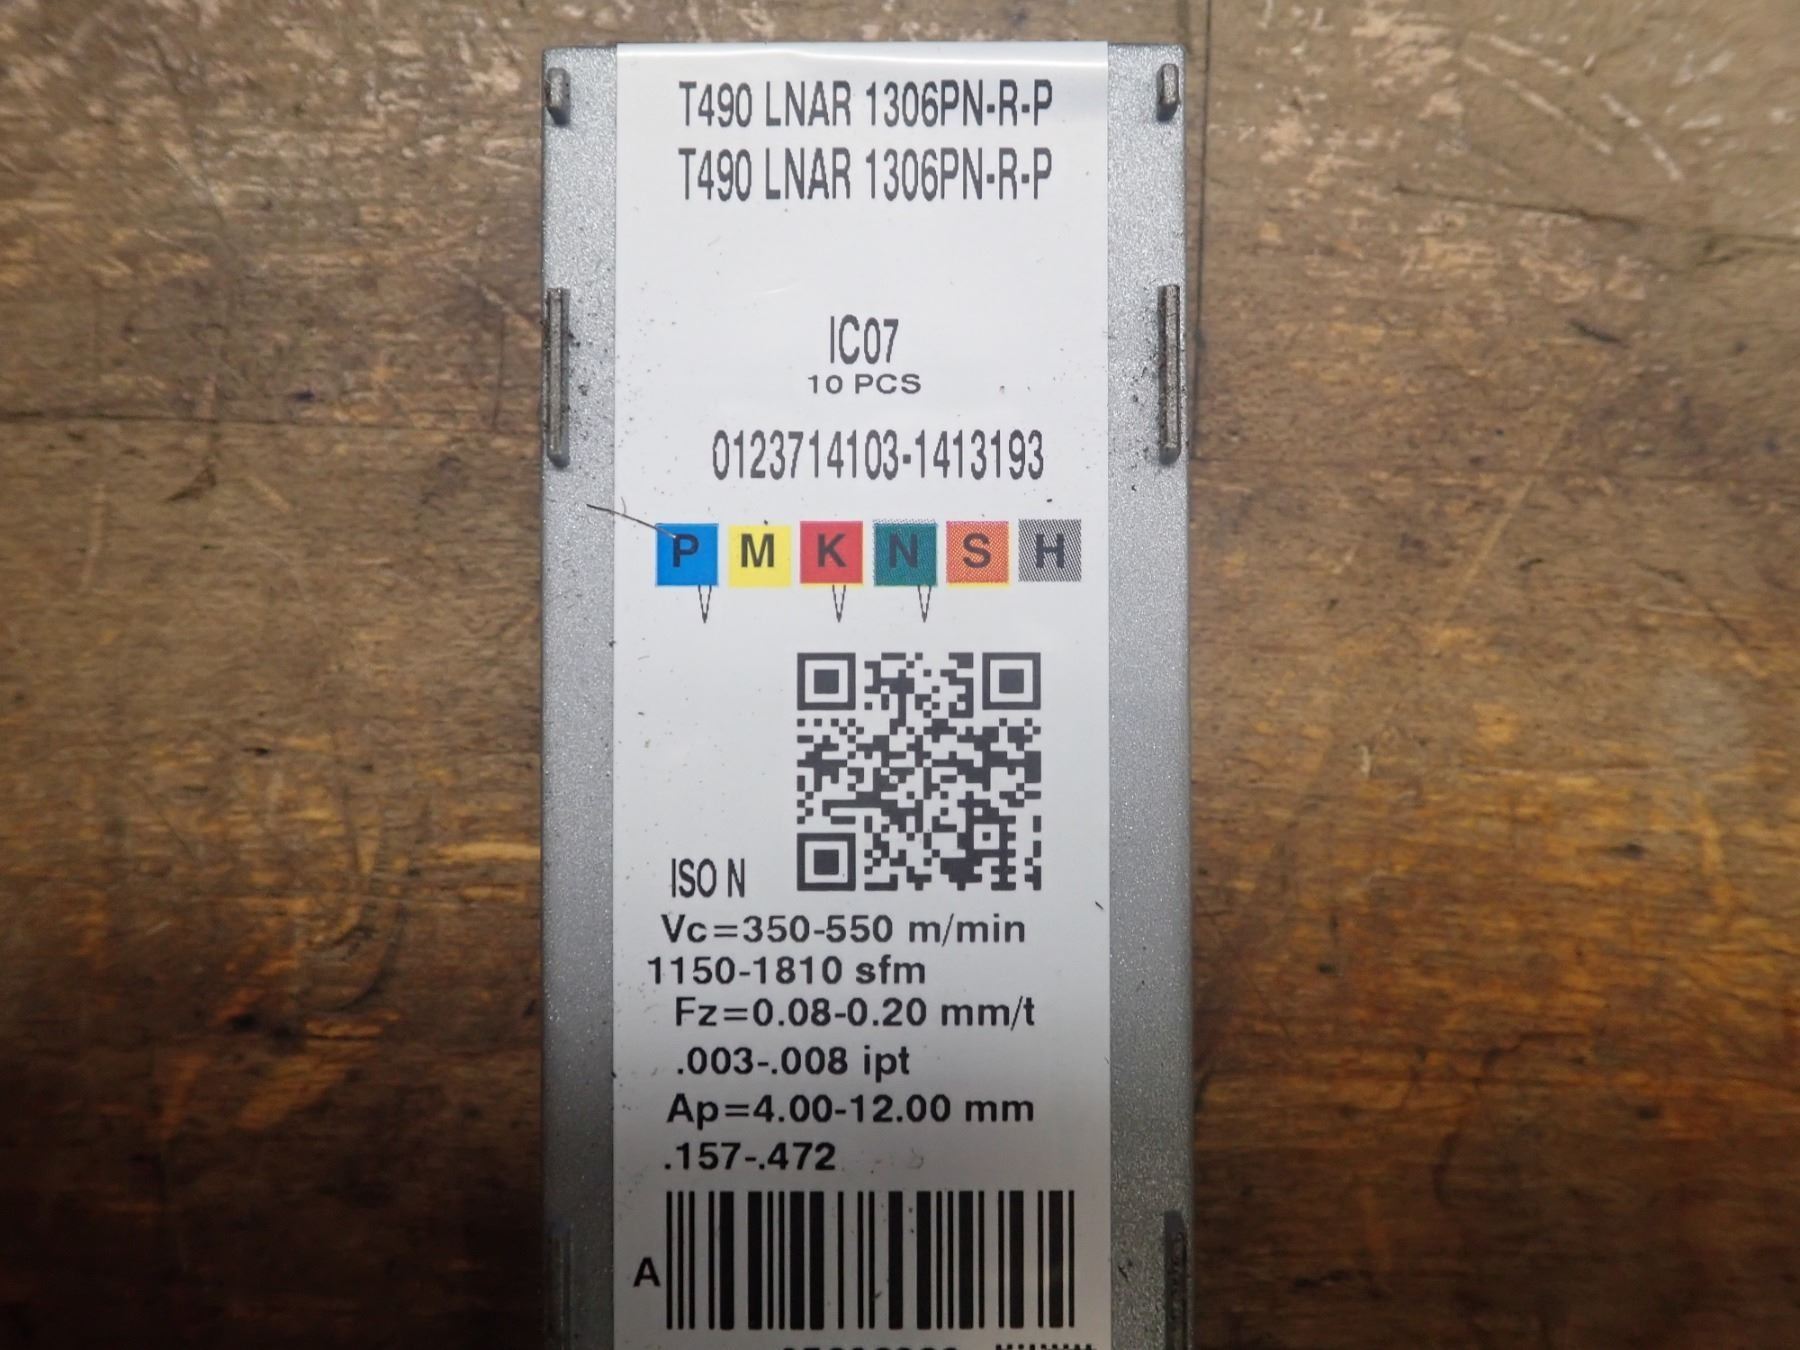 T490 LNAR 1306PN-R-P
T490 LNAR 1306PN-R-P
IC07
10 PCS
0123714103-1413193
P M K N S H
ISO N
Vc=350-550 m/min
1150-1810 sfm
Fz=0.08-0.20 mm/t
.003-.008 ipt
Ap=4.00-12.00 mm
.157-.472
A